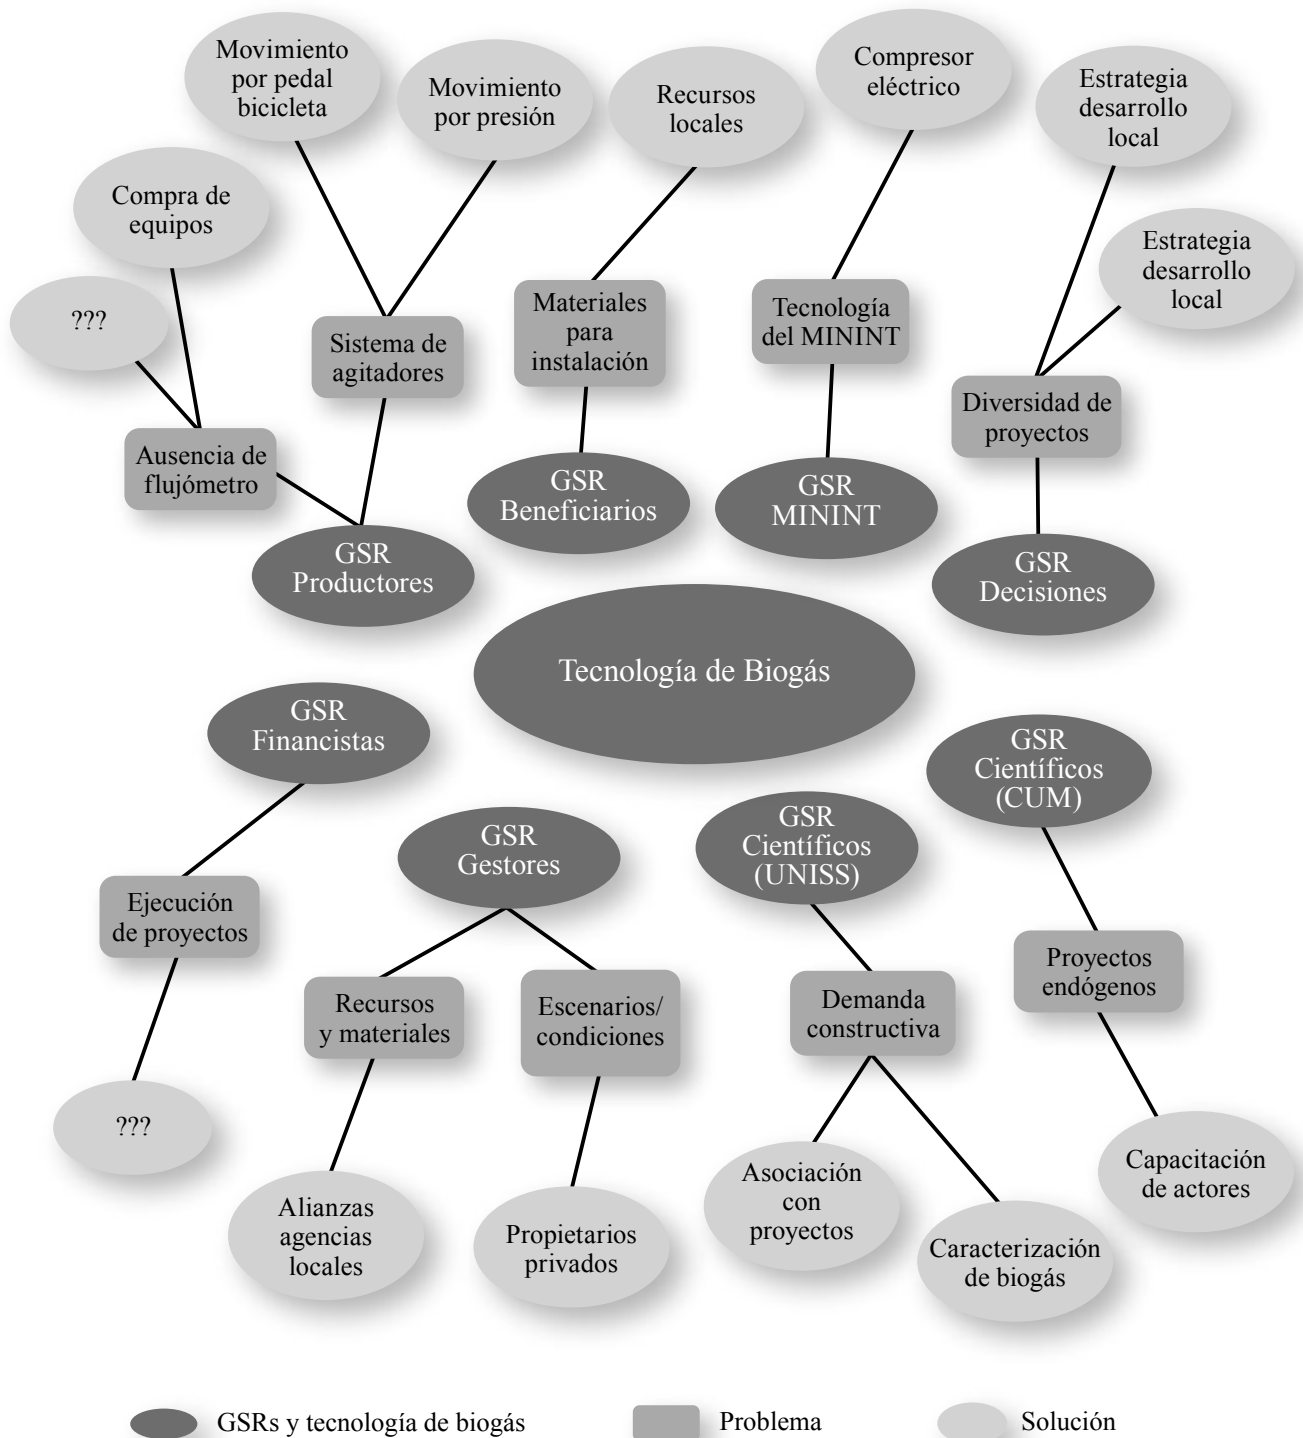 Movimiento
por pedal
bicicleta
Movimiento
por presión
Recursos
locales
Compresor
eléctrico
Estrategia
desarrollo
local
Compra de
equipos
Estrategia
desarrollo
local
???
Sistema de
agitadores
Materiales
para
instalación
Tecnología
del MININT
Diversidad de
proyectos
Ausencia de
flujómetro
GSR
Beneficiarios
GSR
MININT
GSR
Productores
GSR
Decisiones
Tecnología de Biogás
GSR
Financistas
GSR
Científicos
(CUM)
GSR
Gestores
GSR
Científicos
(UNISS)
Ejecución
de proyectos
Recursos
y materiales
Escenarios/
condiciones
Demanda
constructiva
Proyectos
endógenos
???
Alianzas
agencias
locales
Propietarios
privados
Asociación
con
proyectos
Caracterización
de biogás
Capacitación
de actores
GSRs y tecnología de biogás
Problema
Solución